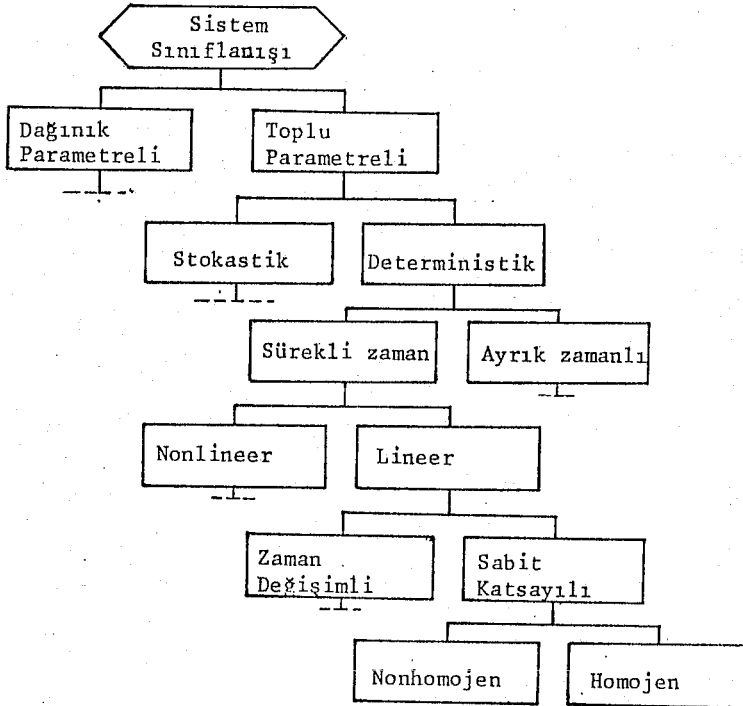 Sistem
Sınıflanışı
Dağınık
Parametreli
Toplu
Parametreli
Stokastik
Deterministik
Sürekli zaman
Ayrık zamanlı
Nonlineer
Lineer
Zaman
Değişimli
Sabit
Katsayılı
Nonhomojen
Homojen